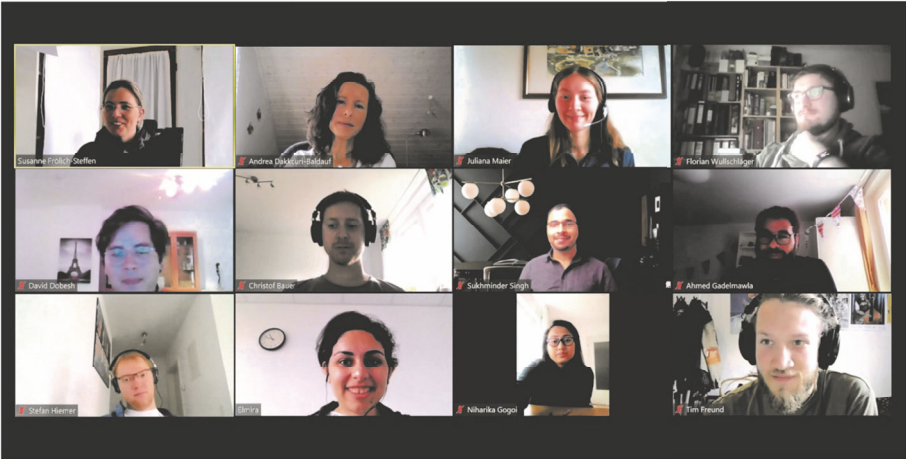 Susanne Frölich-Steffen
Andrea Dakkouri-Baldauf
Juliana Maier
Florian Wullschläger
David Dobesh
Christof Bauer
Sukhminder Singh
Ahmed Gadelmawla
Stefan Hiemer
Elmira
Niharika Gogoi
Tim Freund